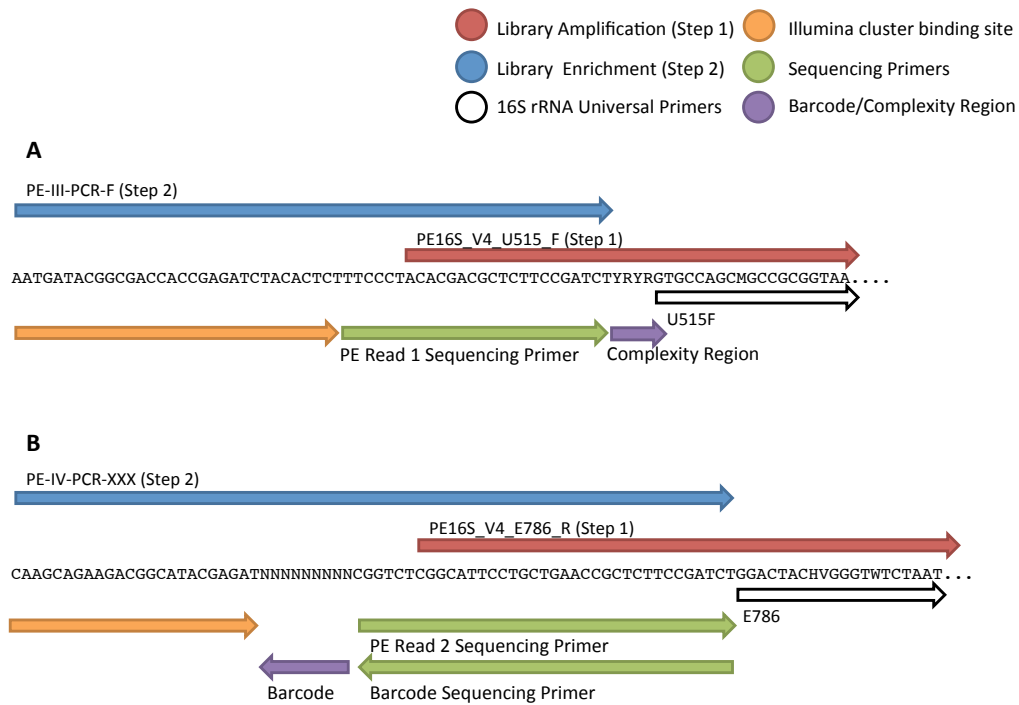 Library Amplification (Step 1)
Illumina cluster binding site
Library Enrichment (Step 2)
Sequencing Primers
16S rRNA Universal Primers
Barcode/Complexity Region
A
PE-III-PCR-F (Step 2)
PE16S_V4_U515_F (Step 1)
AATGATACGGCGACCACCGAGATCTACACTCTTTCCCTACACGACGCTCTTCCGATCTYRYRGTGCCAGCMGCCGCGGTAA....
U515F
PE Read 1 Sequencing Primer
Complexity Region
B
PE-IV-PCR-XXX (Step 2)
PE16S_V4_E786_R (Step 1)
CAAGCAGAAGACGGCATACGAGATNNNNNNNNNCGGTCTCGGCATTCCTGCTGAACCGCTCTTCCGATCTGGACTACHVGGGTWTCTAAT...
E786
PE Read 2 Sequencing Primer
Barcode
Barcode Sequencing Primer